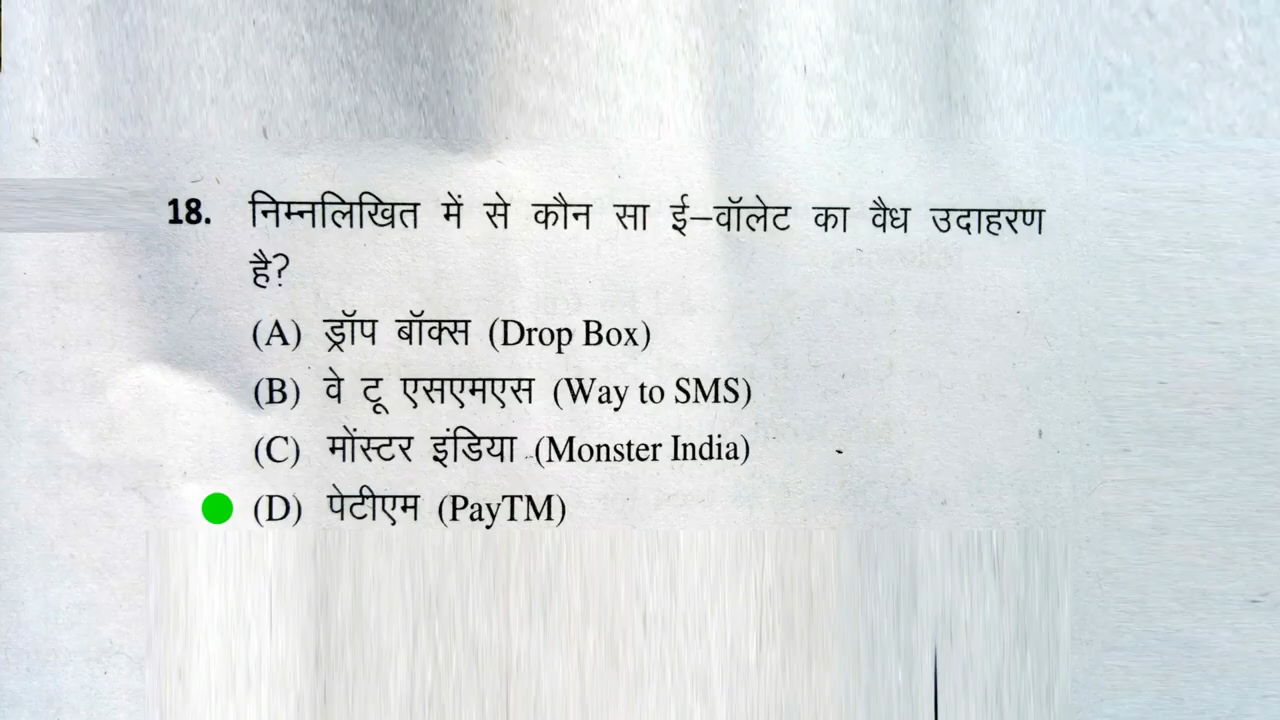 18. निम्नलिखित में से कौन सा ई–वॉलेट का वैध उदाहरण
है?
(A) ड्रॉप बॉक्स (Drop Box)
(B) वे टू एसएमएस (Way to SMS)
(C) मोंस्टर इंडिया (Monster India)
(D) पेटीएम (PayTM)